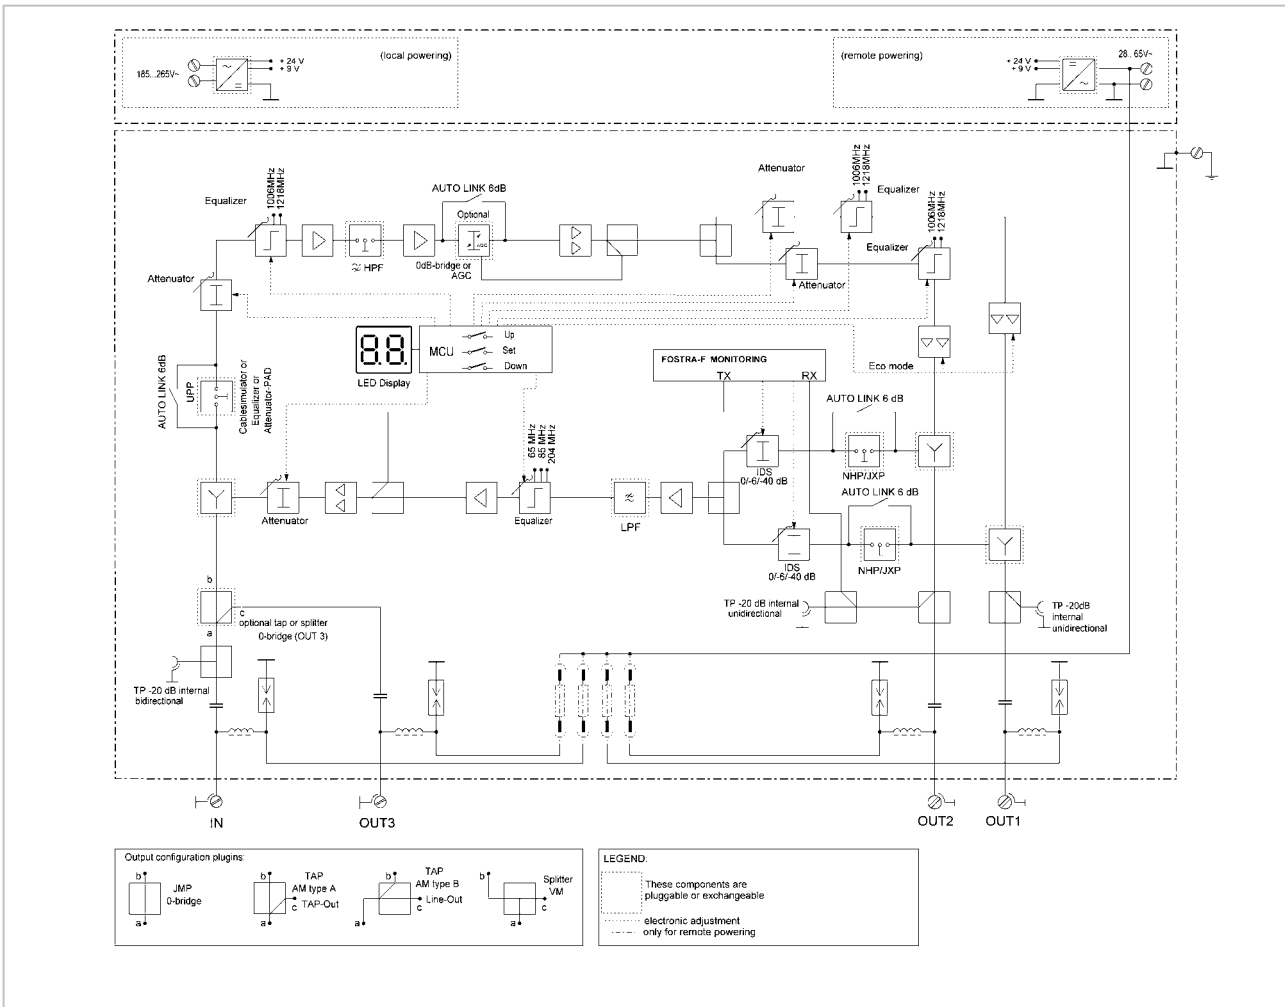 (local powering)
185...265V~
+ 24 V
+ 9 V
(remote powering)
28.. 65V~
+ 24 V
+ 9 V
Equalizer
1006MHz
1218MHz
AUTO LINK 6dB
Optional
AGC
0dB-bridge or
AGC
HPF
Attenuator
1006MHz
1218MHz
Equalizer
1006MHz
1218MHz
Equalizer
Attenuator
Attenuator
8.8.
LED Display
MCU
Up
Set
Down
FOSTRA-F MONITORING
TX
RX
Eco mode
AUTO LINK 6dB
UPP
Cablesimulator or
Equalizer or
Attenuator-PAD
AUTO LINK 6 dB
65 MHz
85 MHz
204 MHz
IDS
0/-6/-40 dB
NHP/JXP
AUTO LINK 6 dB
Attenuator
Equalizer
LPF
IDS
0/-6/-40 dB
NHP/JXP
b
c
optional tap or splitter
a
0-bridge (OUT 3)
TP -20 dB internal
unidirectional
TP -20dB
internal
unidirectional
TP -20 dB internal
bidirectional
IN
OUT3
OUT2
OUT1
Output configuration plugins:
b
JMP
0-bridge
a
b
TAP
AM type A
c TAP-Out
a
b
TAP
AM type B
Line-Out
c
a
b
Splitter
VM
c
a
LEGEND:
These components are
pluggable or exchangeable
electronic adjustment
only for remote powering